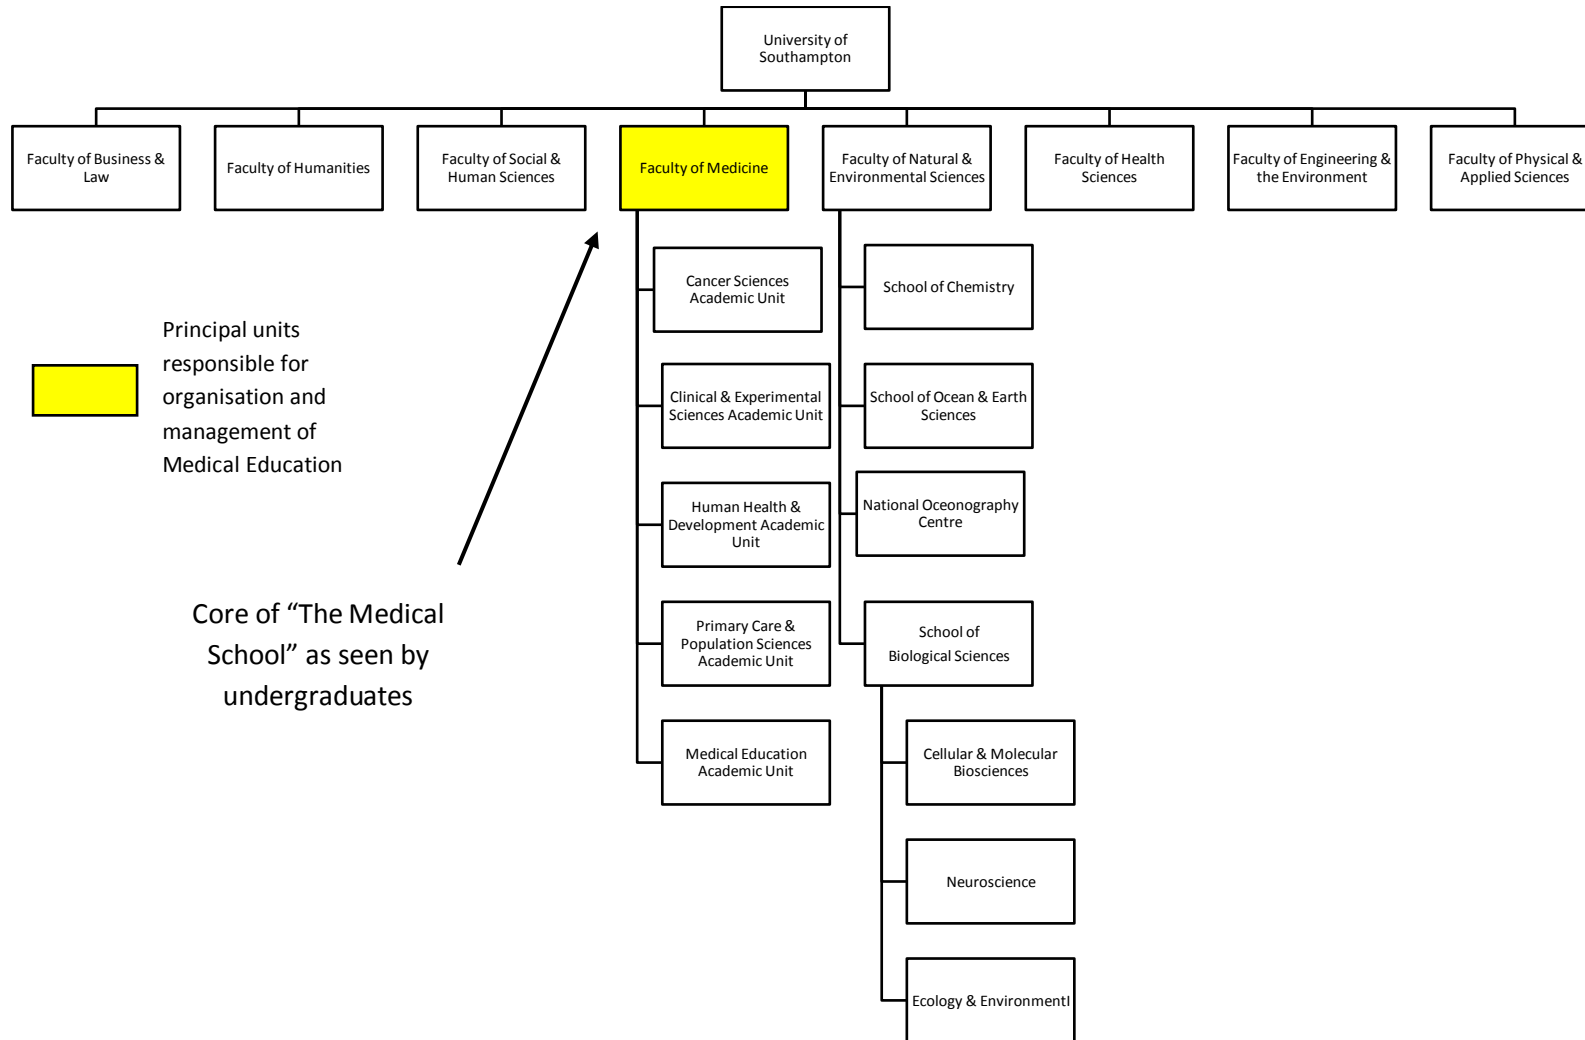 University of
Southampton
Faculty of Business &
Law
Faculty of Humanities
Faculty of Social &
Human Sciences
Faculty of Medicine
Faculty of Natural &
Environmental Sciences
Faculty of Health
Sciences
Faculty of Engineering &
the Environment
Faculty of Physical &
Applied Sciences
Principal units
responsible for
organisation and
management of
Medical Education
Core of “The Medical
School” as seen by
undergraduates
Cancer Sciences
Academic Unit
Clinical & Experimental
Sciences Academic Unit
Human Health &
Development Academic
Unit
Primary Care &
Population Sciences
Academic Unit
Medical Education
Academic Unit
School of Chemistry
School of Ocean & Earth
Sciences
National Oceonography
Centre
School of
Biological Sciences
Cellular & Molecular
Biosciences
Neuroscience
Ecology & Environmentl